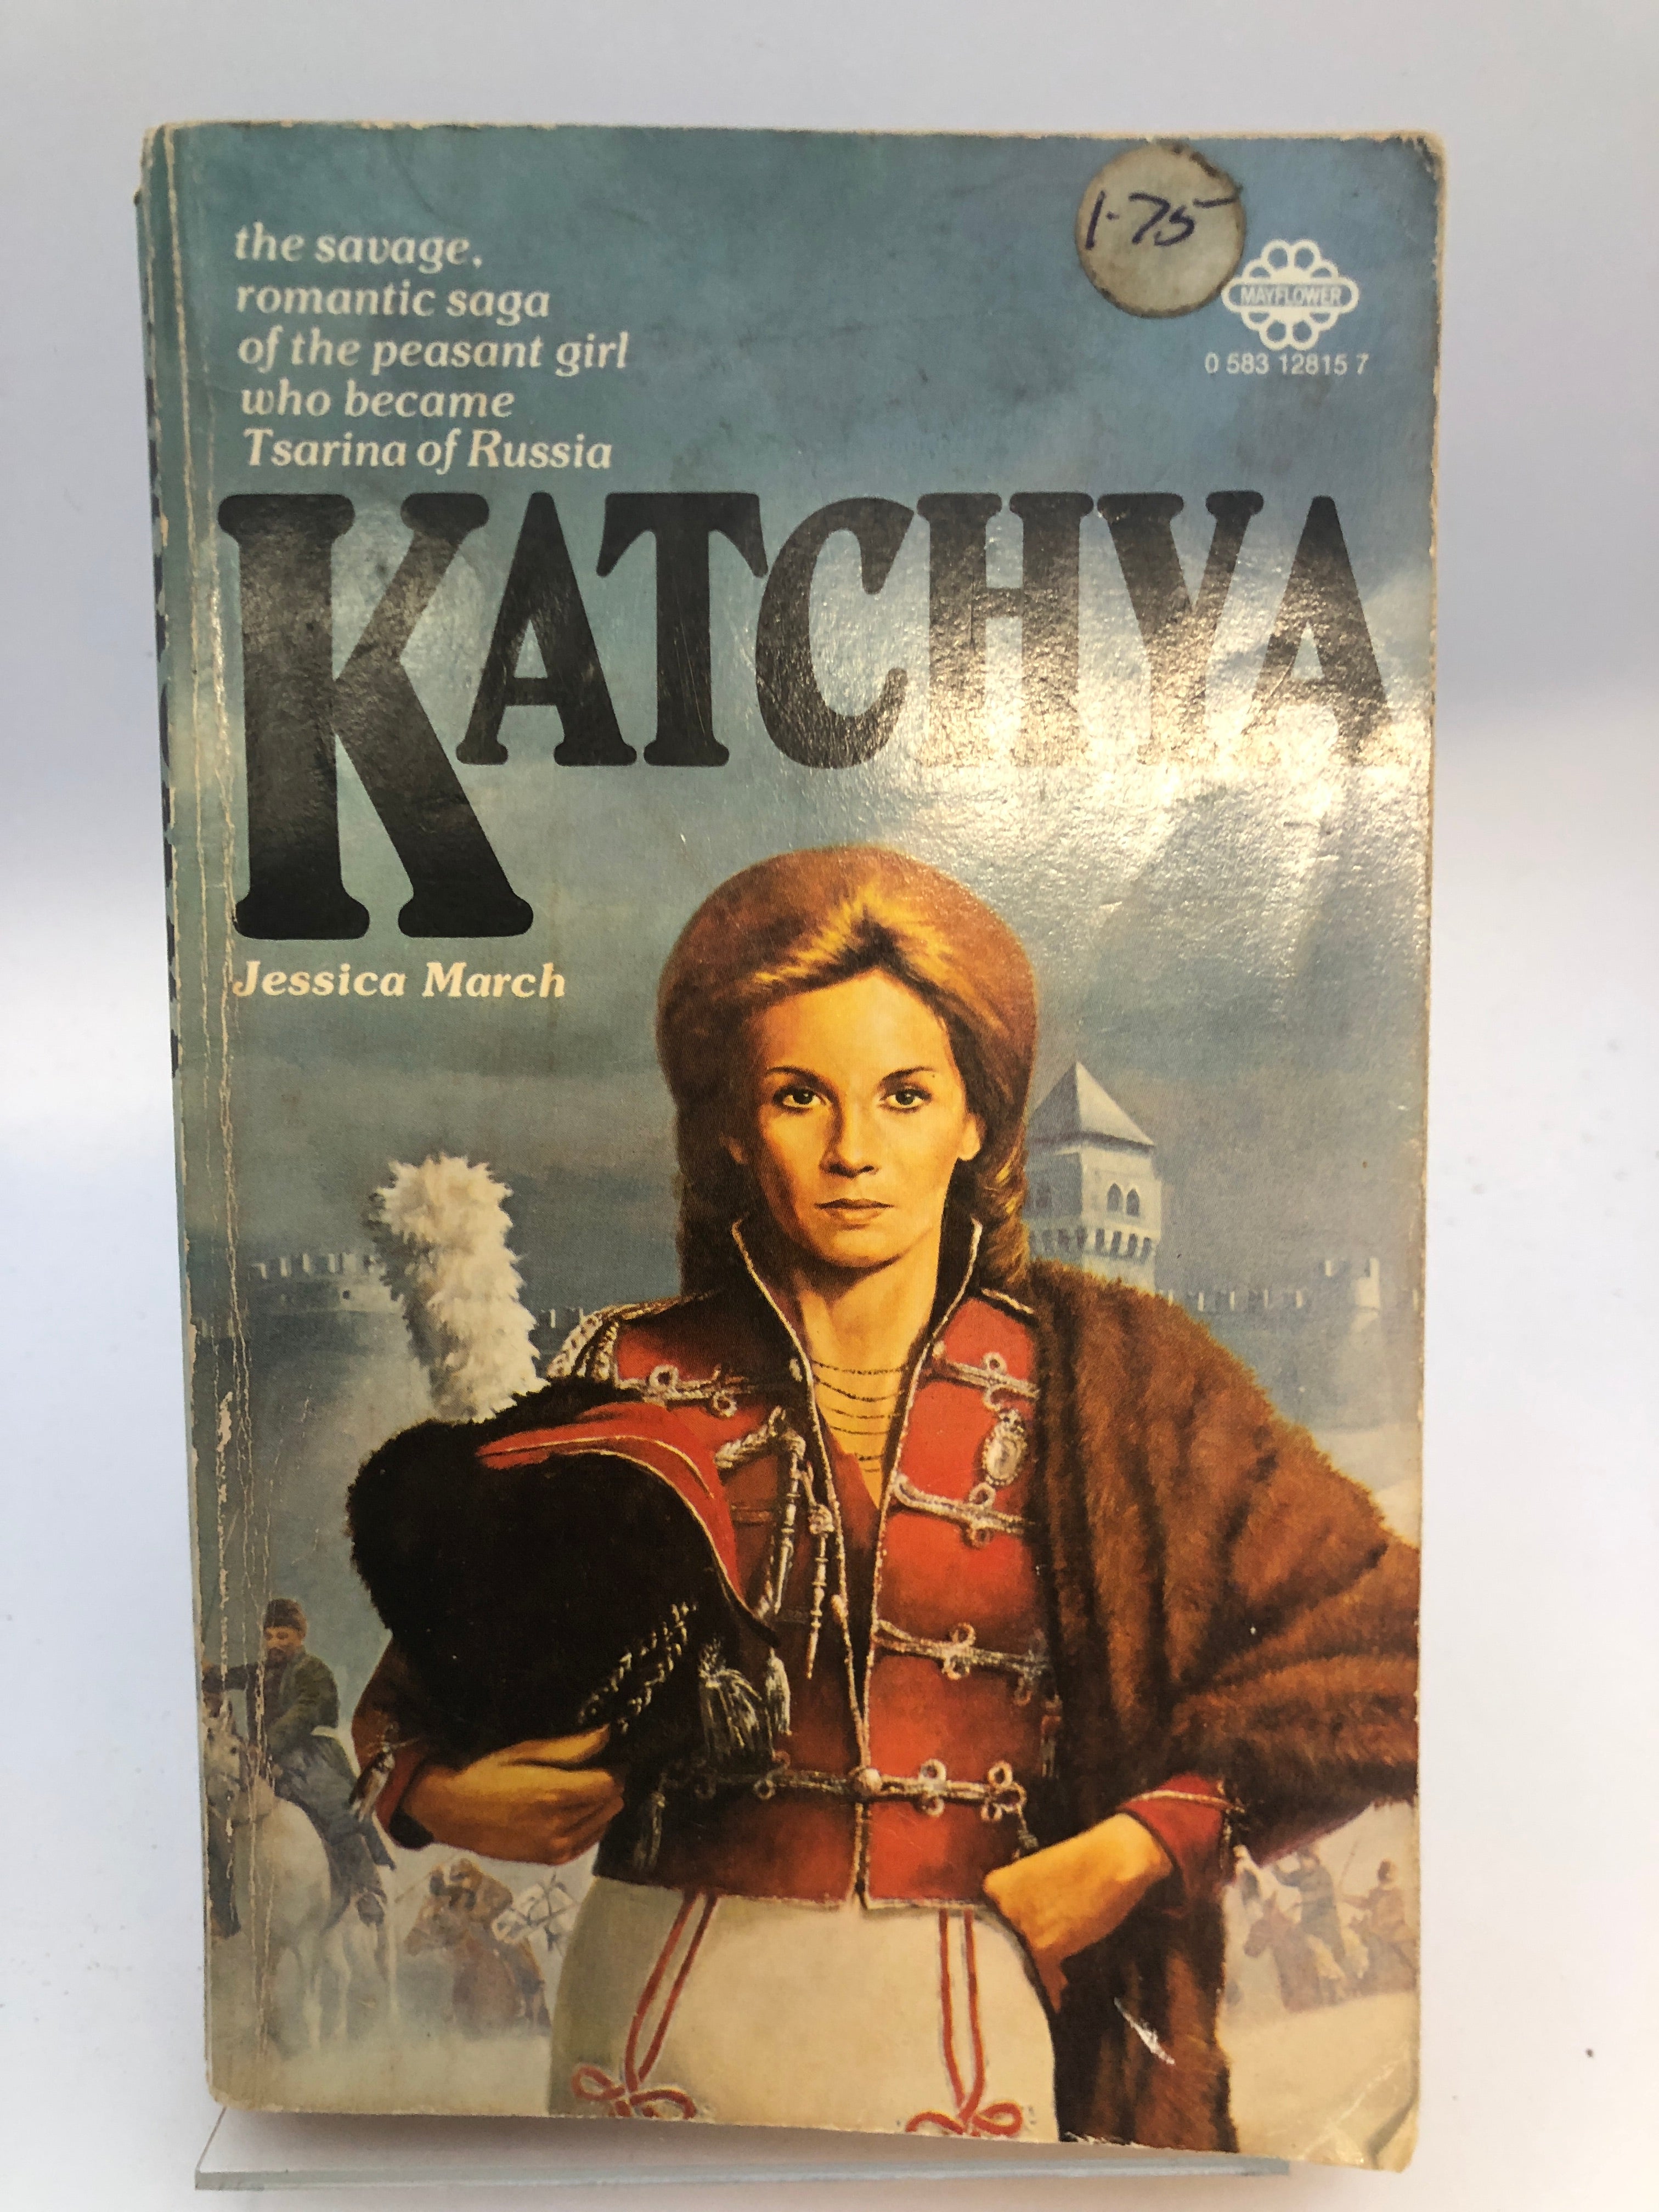 the savage,
romantic saga
of the peasant girl
who became
Tsarina of Russia
1-75
MAYFLOWER
0 583 12815 7
KATCHYA
Jessica March